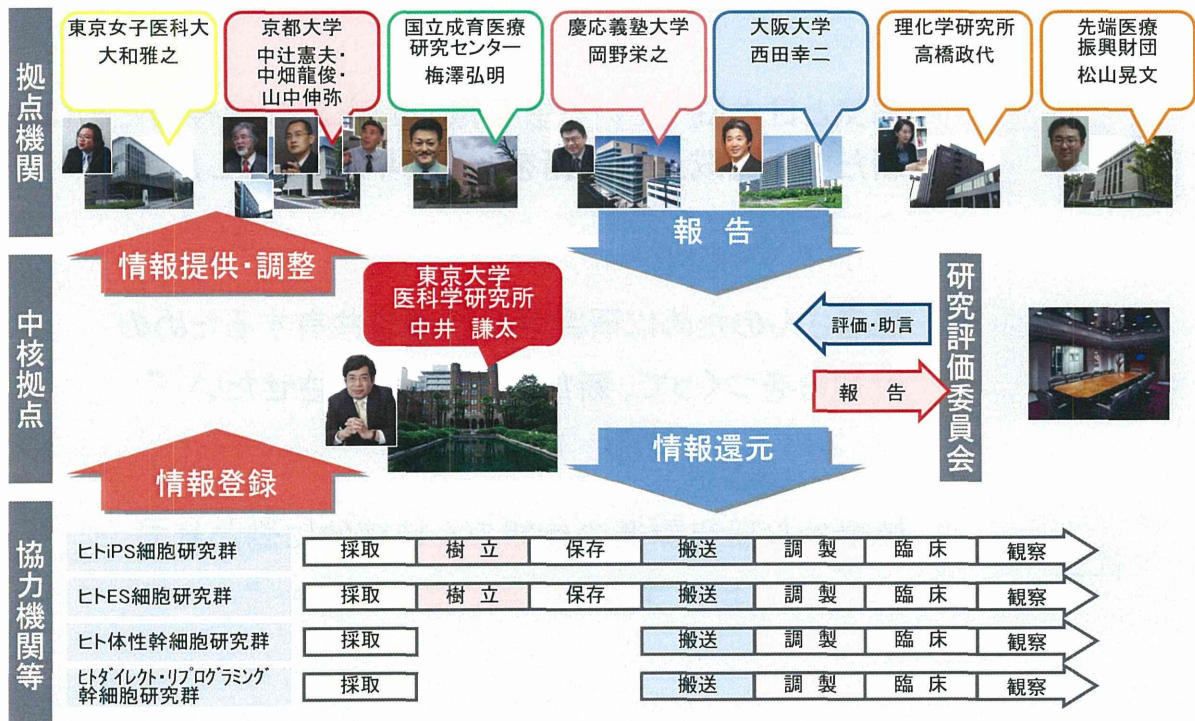 拠点機関
東京女子医科大
大和雅之
京都大学
中辻憲夫・
中畑龍俊・
山中伸弥
国立成育医療
研究センター
梅澤弘明
慶応義塾大学
岡野栄之
大阪大学
西田幸二
理化学研究所
高橋政代
先端医療
振興財団
松山晃文
情報提供・調整
報 告
中核拠点
東京大学
医科学研究所
中井 謙太
評価・助言
報 告
研究評価委員会
情報登録
情報還元
協力機関等
ヒトiPS細胞研究群
採取
樹 立
保存
搬送
調 製
臨 床
観察
ヒトES細胞研究群
採取
樹 立
保存
搬送
調 製
臨 床
観察
ヒト体性幹細胞研究群
採取
搬送
調 製
臨 床
観察
ヒトダイレクト・リプログラミング
幹細胞研究群
採取
搬送
調 製
臨 床
観察